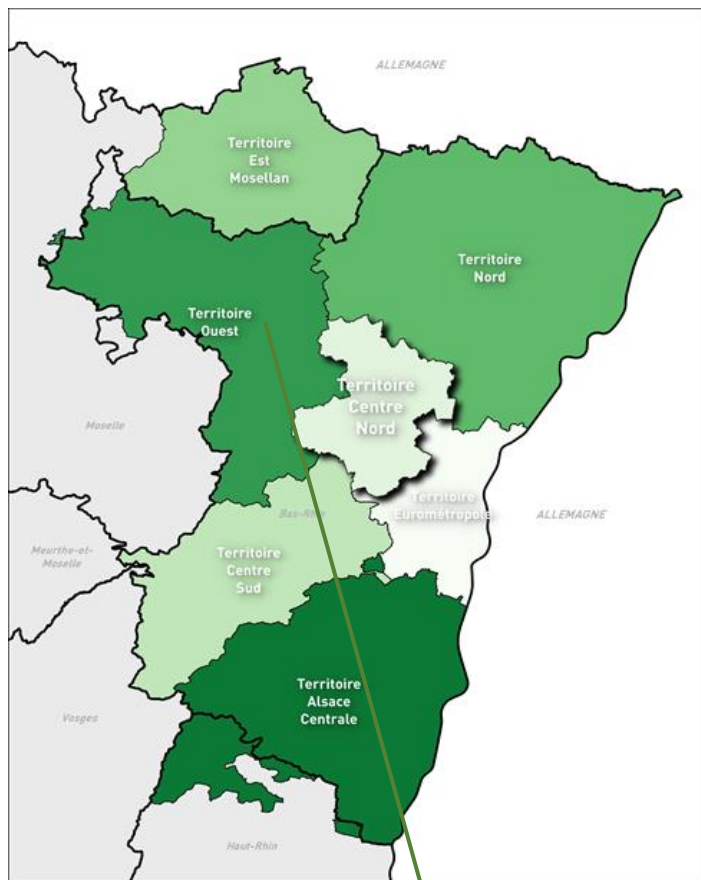 ALLEMAGNE
Territoire
Est
Mosellan
Territoire
Nord
Territoire
Ouest
Territoire
Centre
Nord
Moselle
Territoire
Eurométropole
ALLEMAGNE
Bas-Rhin
Meurthe-et-
Moselle
Territoire
Centre
Sud
Territoire
Alsace
Centrale
Vosges
Haut-Rhin